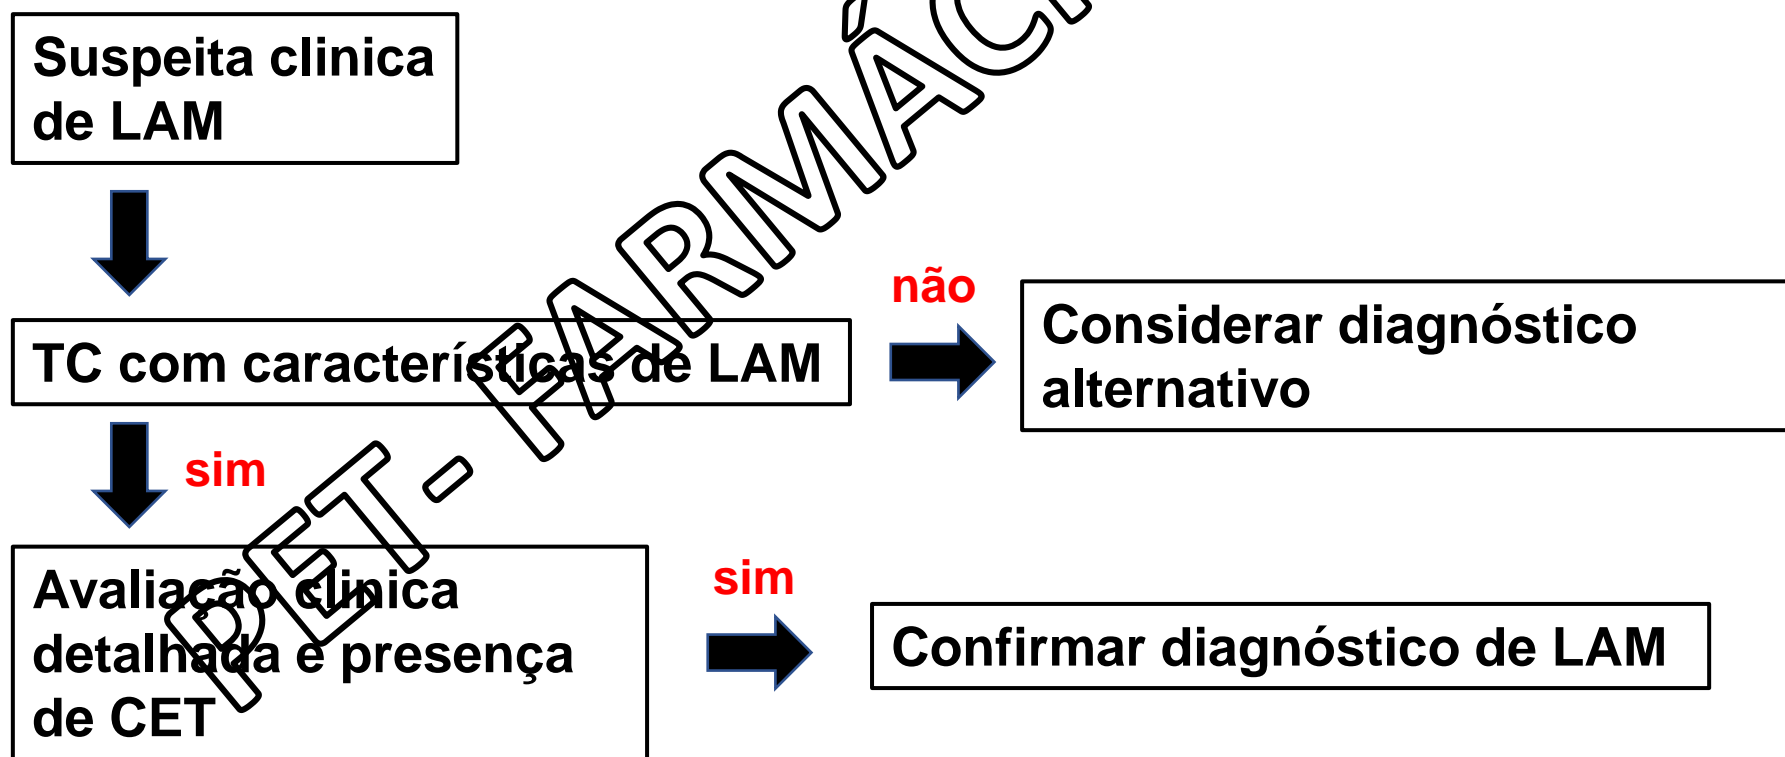 Suspeita clinica
de LAM
TC com características de LAM
não
Considerar diagnóstico
alternativo
sim
Avaliação clinica
detalhada e presença
de CET
sim
Confirmar diagnóstico de LAM
PET- FARMÁC